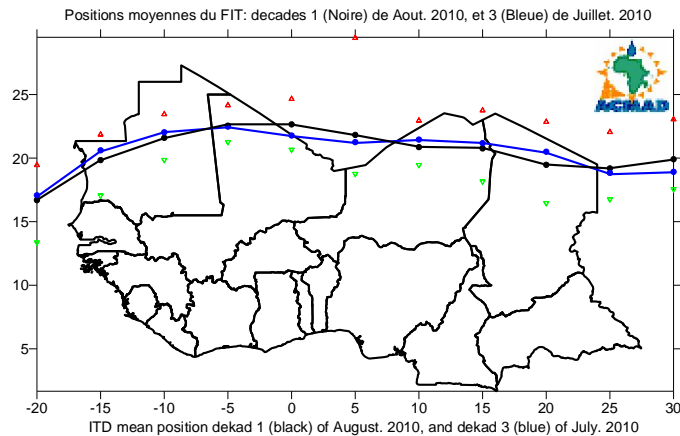 Positions moyennes du FIT: decades 1 (Noire) de Aout. 2010, et 3 (Bleue) de Juillet. 2010
ACMAD
25
20
15
10
5
-20 -15 -10 -5 0 5 10 15 20 25 30
ITD mean position dekad 1 (black) of August. 2010, and dekad 3 (blue) of July. 2010